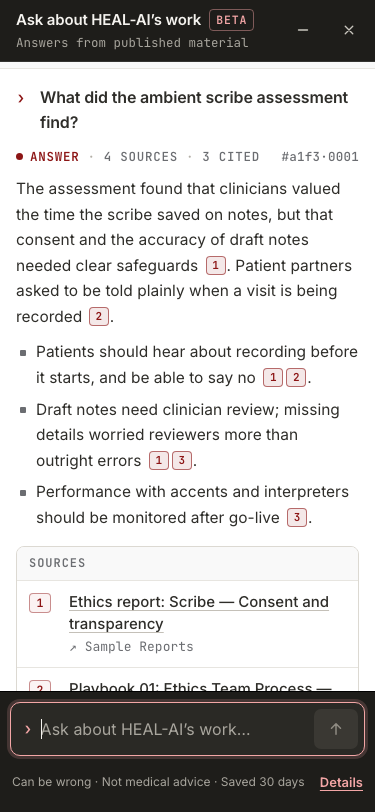 Ask about HEAL-AI's work BETA
Answers from published material
› What did the ambient scribe assessment
find?
ANSWER · 4 SOURCES · 3 CITED #a1f3·0001
The assessment found that clinicians valued
the time the scribe saved on notes, but that
consent and the accuracy of draft notes
needed clear safeguards 1. Patient partners
asked to be told plainly when a visit is being
recorded 2.
Patients should hear about recording before
it starts, and be able to say no 1 2.
Draft notes need clinician review; missing
details worried reviewers more than
outright errors 1 3.
Performance with accents and interpreters
should be monitored after go-live 3.
SOURCES
1 Ethics report: Scribe — Consent and
transparency
↗ Sample Reports
2 Playbook 01: Ethics Team Process —
› Ask about HEAL-AI's work...
Can be wrong · Not medical advice · Saved 30 days Details